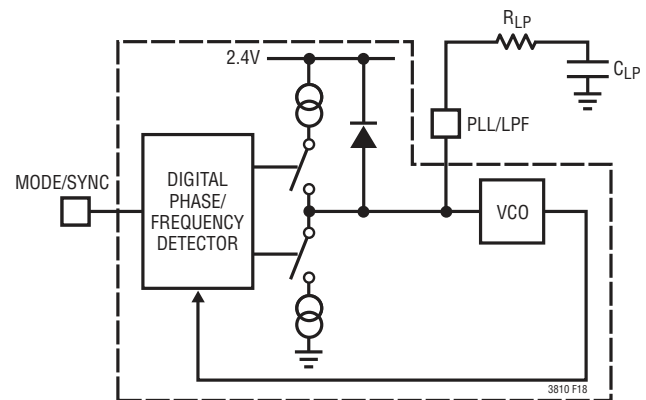 R_LP
2.4V
C_LP
PLL/LPF
DIGITAL
PHASE/
FREQUENCY
DETECTOR
MODE/SYNC
VCO
3810 F18